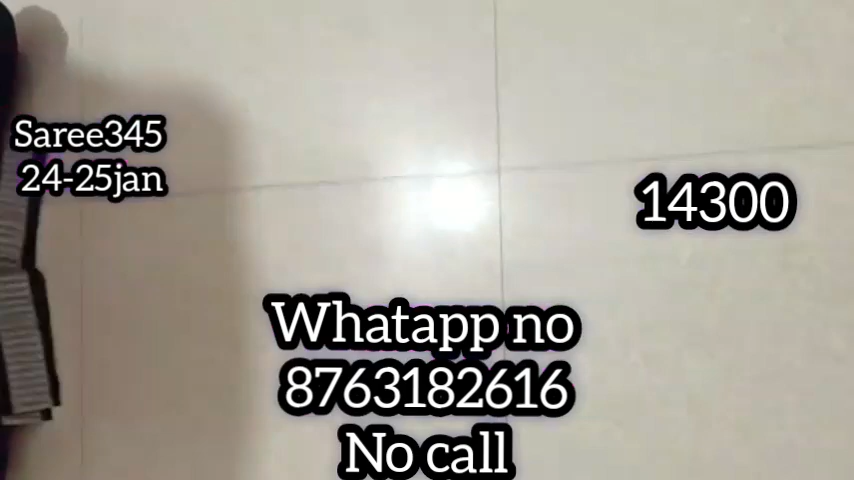 Saree345
24-25jan
14300
Whatapp no
8763182616
No call